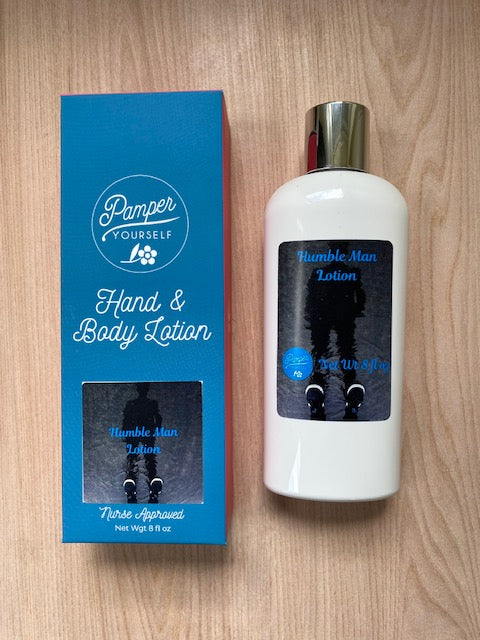 Pamper
YOURSELF
Hand &
Body Lotion
Humble Man
Lotion
Nurse Approved
Net Wgt 8 fl oz
Humble Man
Lotion
Pamper
Net Wt 8 fl oz